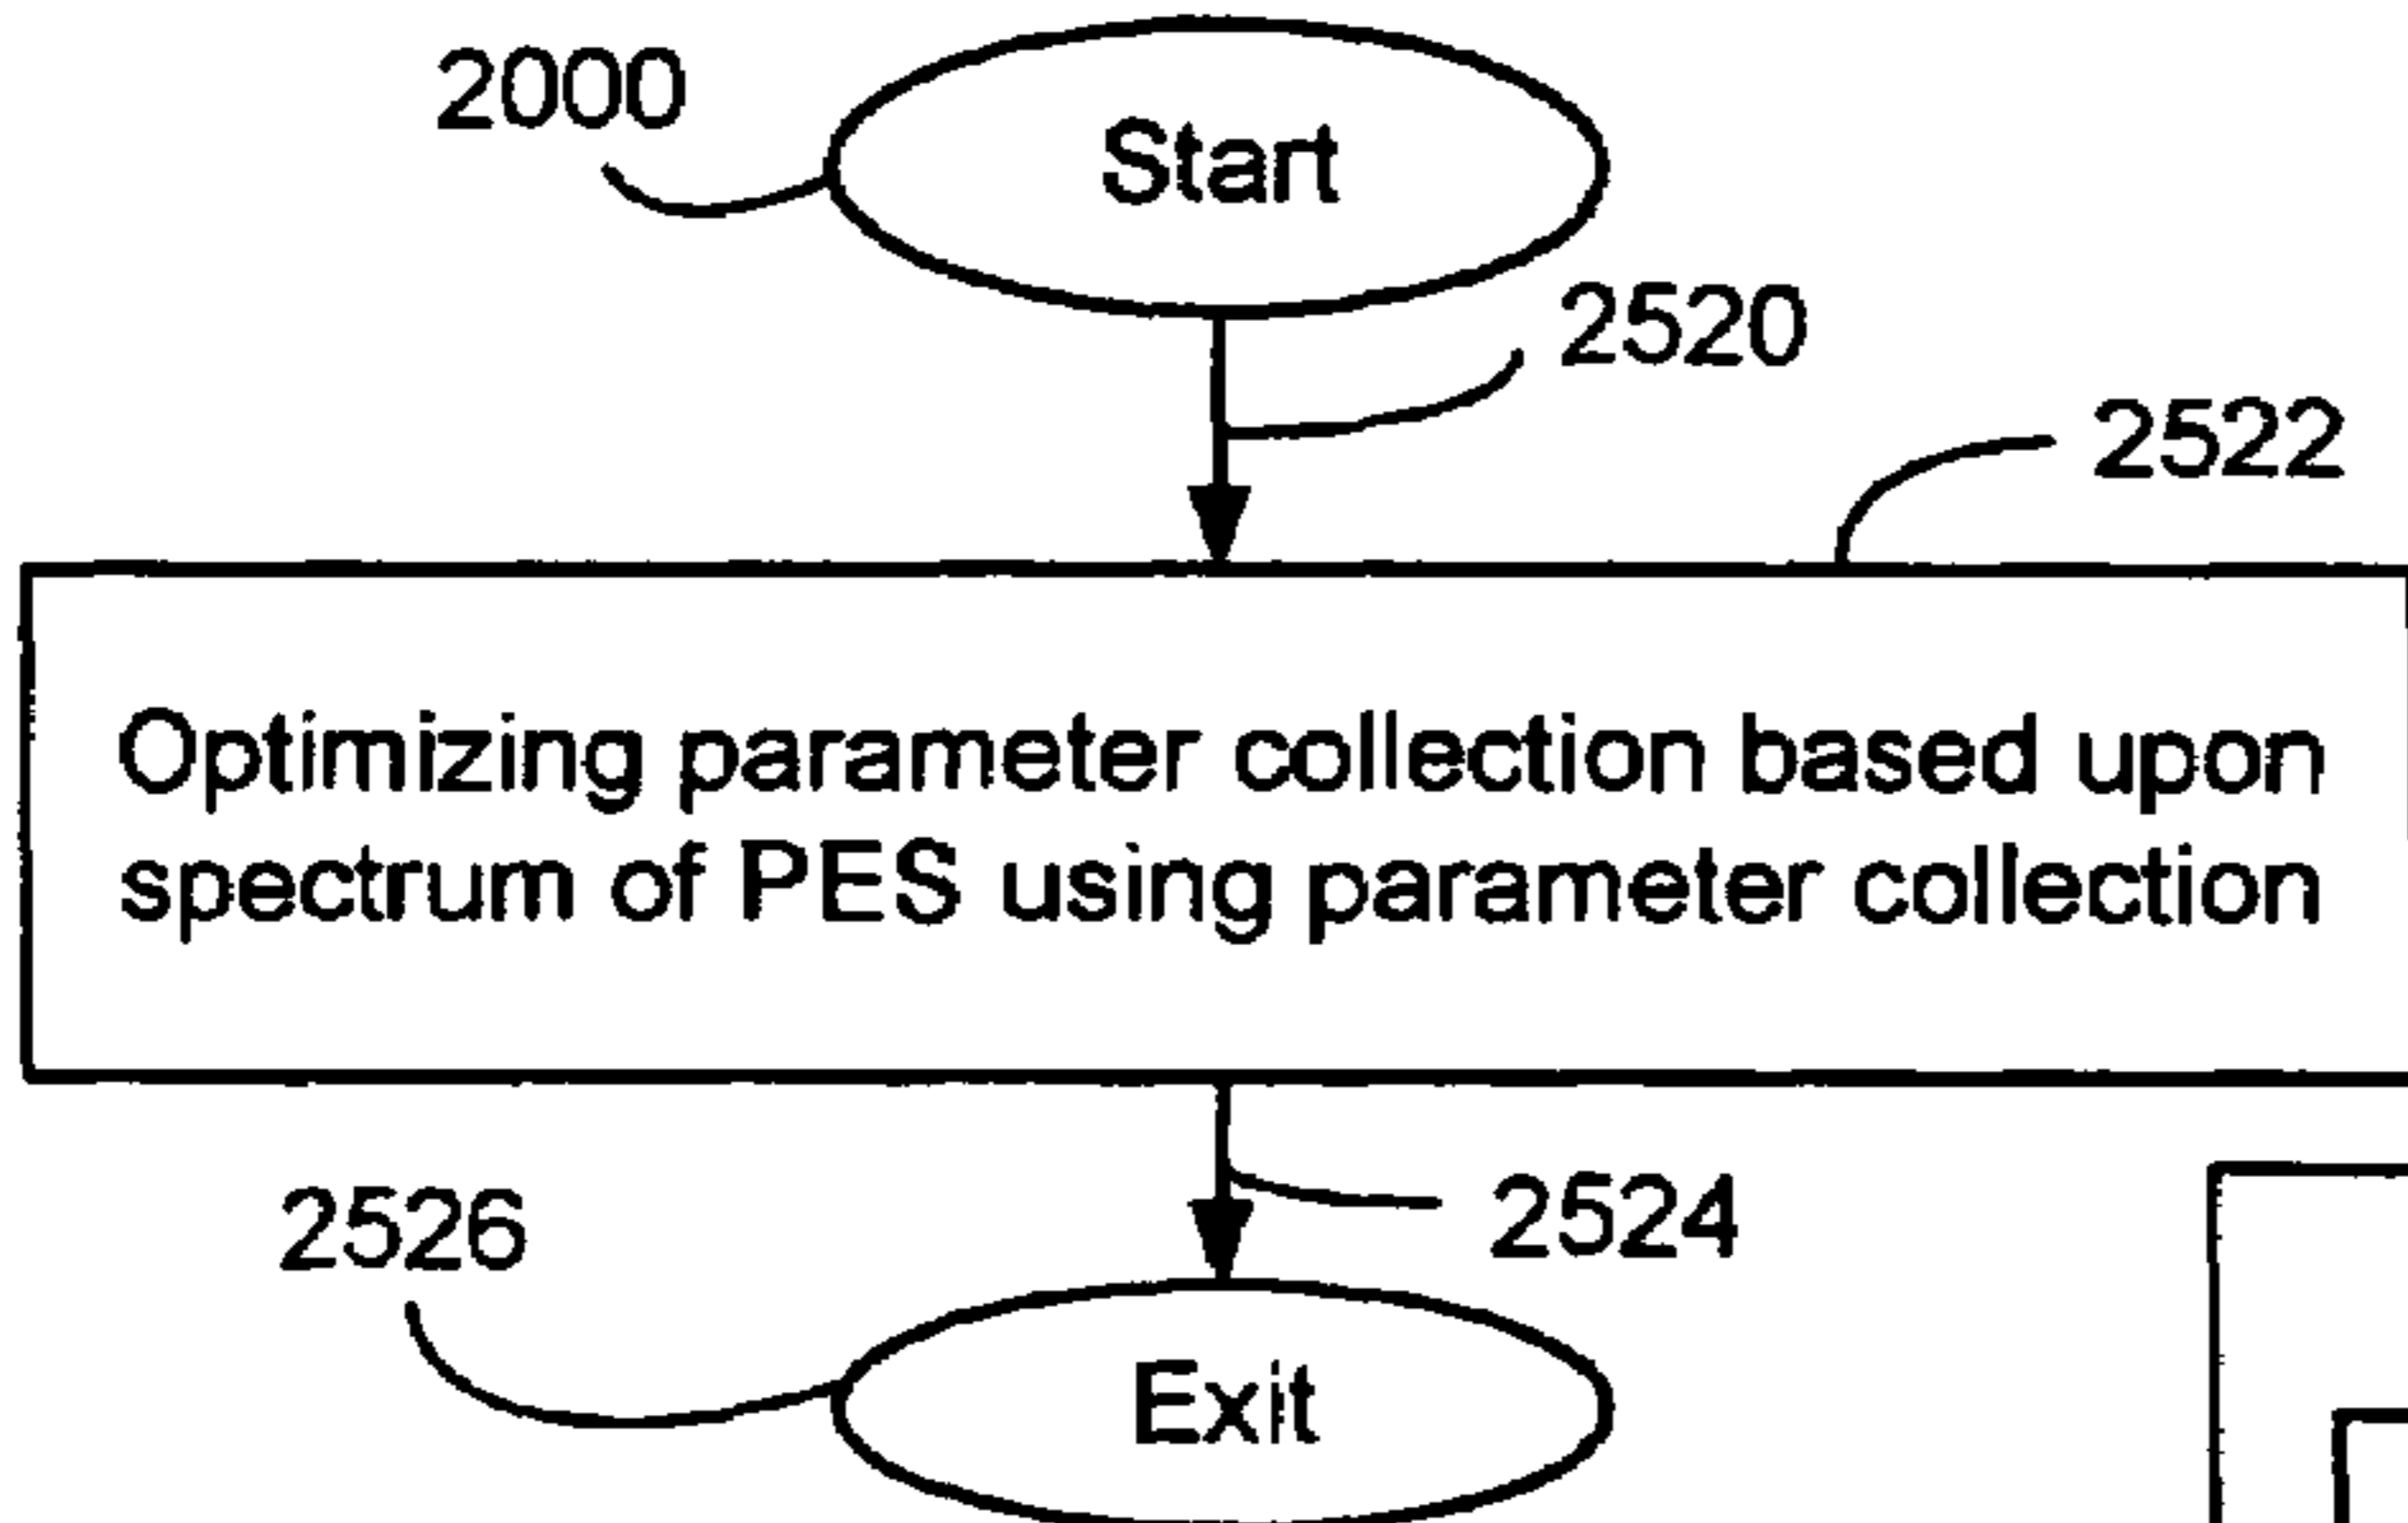 2000
Start
2520
2522
Optimizing parameter collection based upon
spectrum of PES using parameter collection
2526
2524
Exit